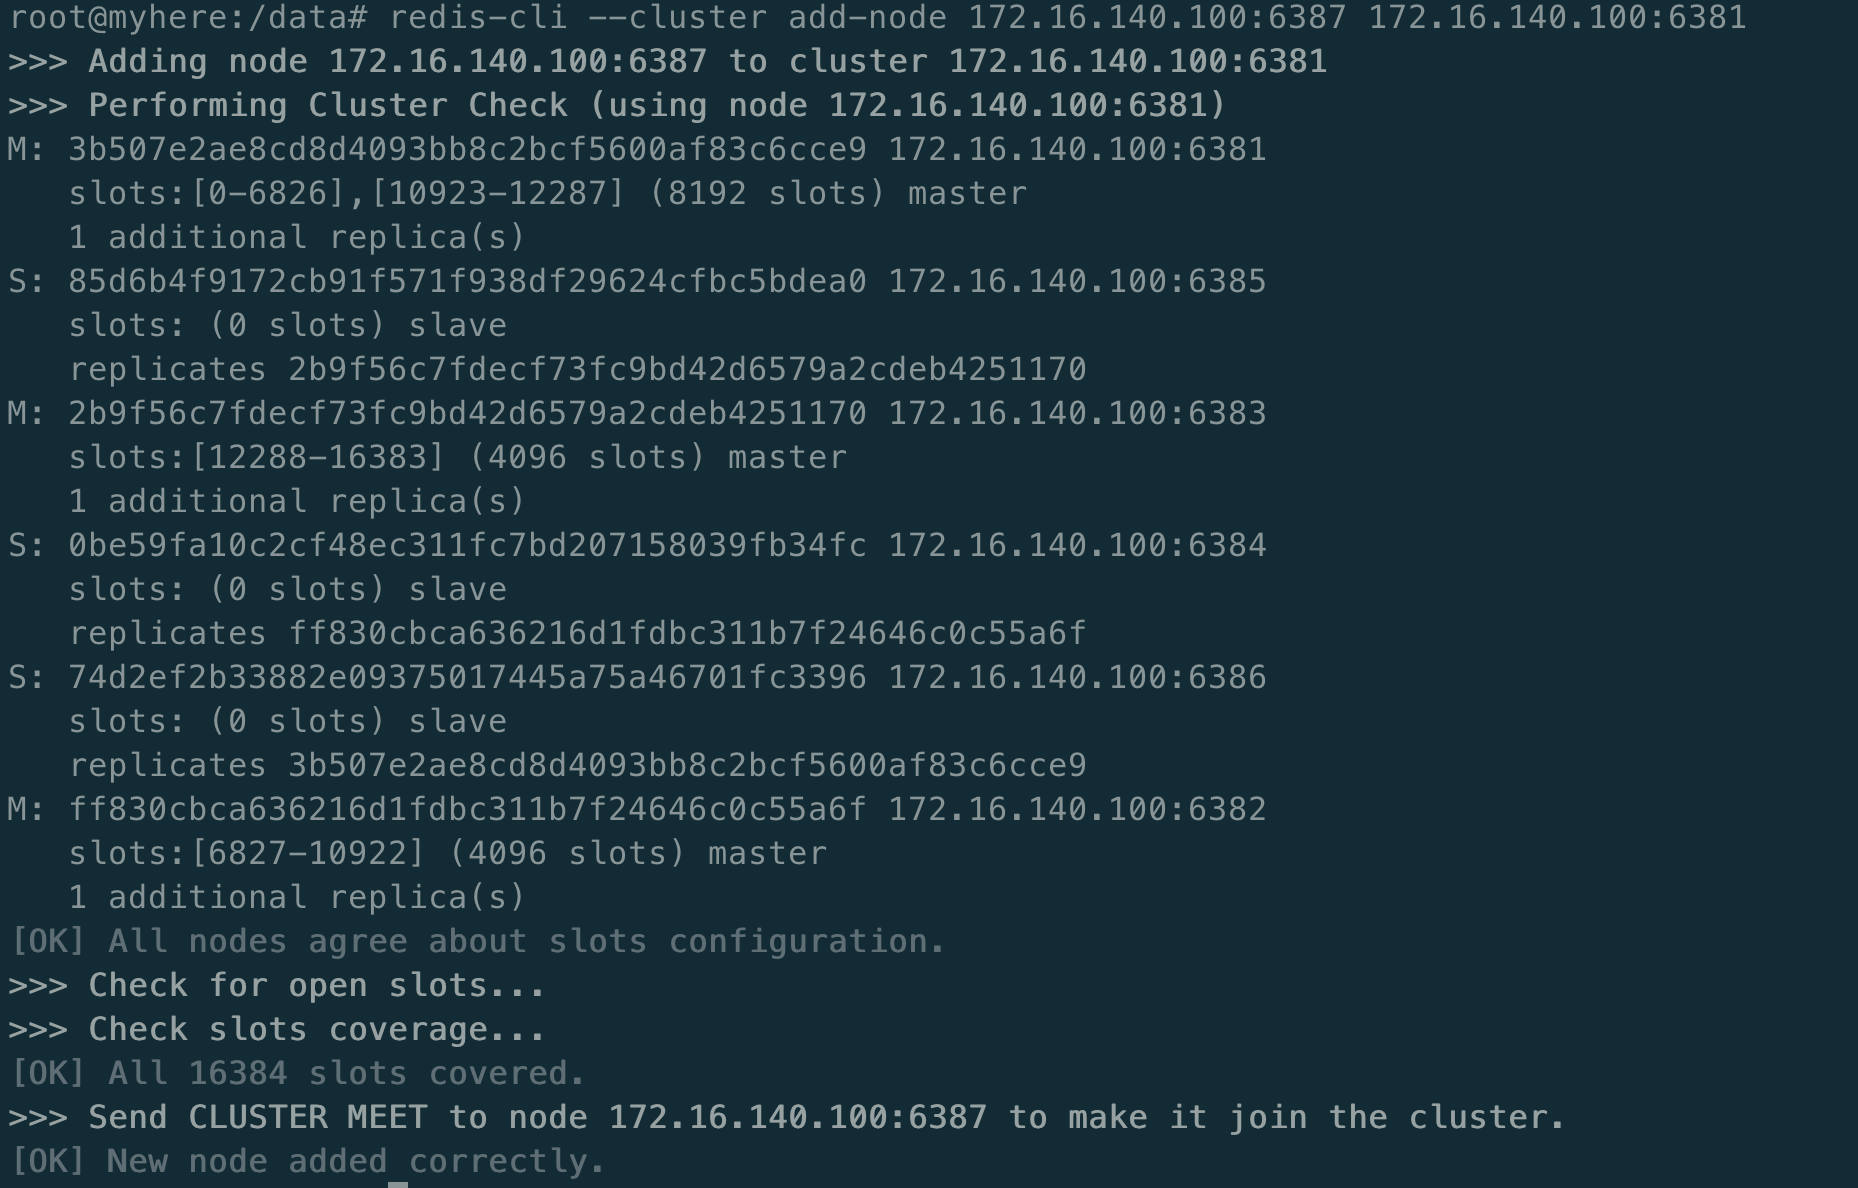 root@myhere:/data# redis-cli --cluster add-node 172.16.140.100:6387 172.16.140.100:6381
>>> Adding node 172.16.140.100:6387 to cluster 172.16.140.100:6381
>>> Performing Cluster Check (using node 172.16.140.100:6381)
M: 3b507e2ae8cd8d4093bb8c2bcf5600af83c6cce9 172.16.140.100:6381
   slots:[0-6826],[10923-12287] (8192 slots) master
   1 additional replica(s)
S: 85d6b4f9172cb91f571f938df29624cfbc5bdea0 172.16.140.100:6385
   slots: (0 slots) slave
   replicates 2b9f56c7fdecf73fc9bd42d6579a2cdeb4251170
M: 2b9f56c7fdecf73fc9bd42d6579a2cdeb4251170 172.16.140.100:6383
   slots:[12288-16383] (4096 slots) master
   1 additional replica(s)
S: 0be59fa10c2cf48ec311fc7bd207158039fb34fc 172.16.140.100:6384
   slots: (0 slots) slave
   replicates ff830cbca636216d1fdbc311b7f24646c0c55a6f
S: 74d2ef2b33882e09375017445a75a46701fc3396 172.16.140.100:6386
   slots: (0 slots) slave
   replicates 3b507e2ae8cd8d4093bb8c2bcf5600af83c6cce9
M: ff830cbca636216d1fdbc311b7f24646c0c55a6f 172.16.140.100:6382
   slots:[6827-10922] (4096 slots) master
   1 additional replica(s)
[OK] All nodes agree about slots configuration.
>>> Check for open slots...
>>> Check slots coverage...
[OK] All 16384 slots covered.
>>> Send CLUSTER MEET to node 172.16.140.100:6387 to make it join the cluster.
[OK] New node added correctly.